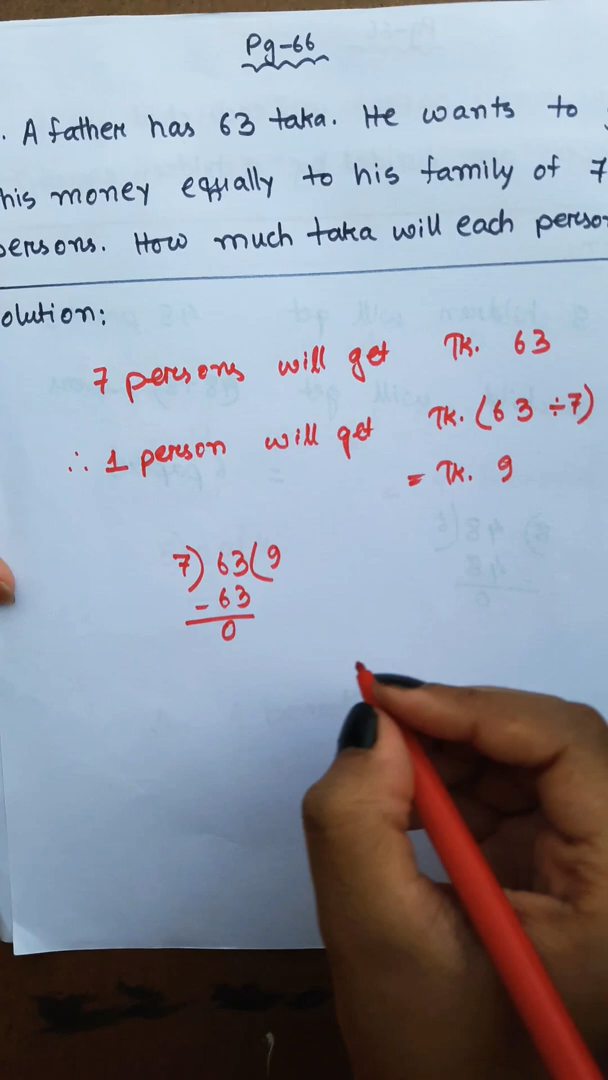 Pg-66
. A father has 63 taka. He wants to
his money equally to his family of 7
persons. How much taka will each person
olution:
7 persons will get Tk. 63
∴ 1 person will get Tk. (63 ÷ 7)
= Tk. 9
7) 63 (9
- 63
0